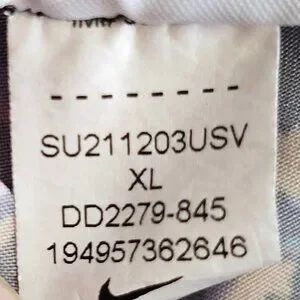 - - - - - - - -
SU211203USV
XL
DD2279-845
194957362646